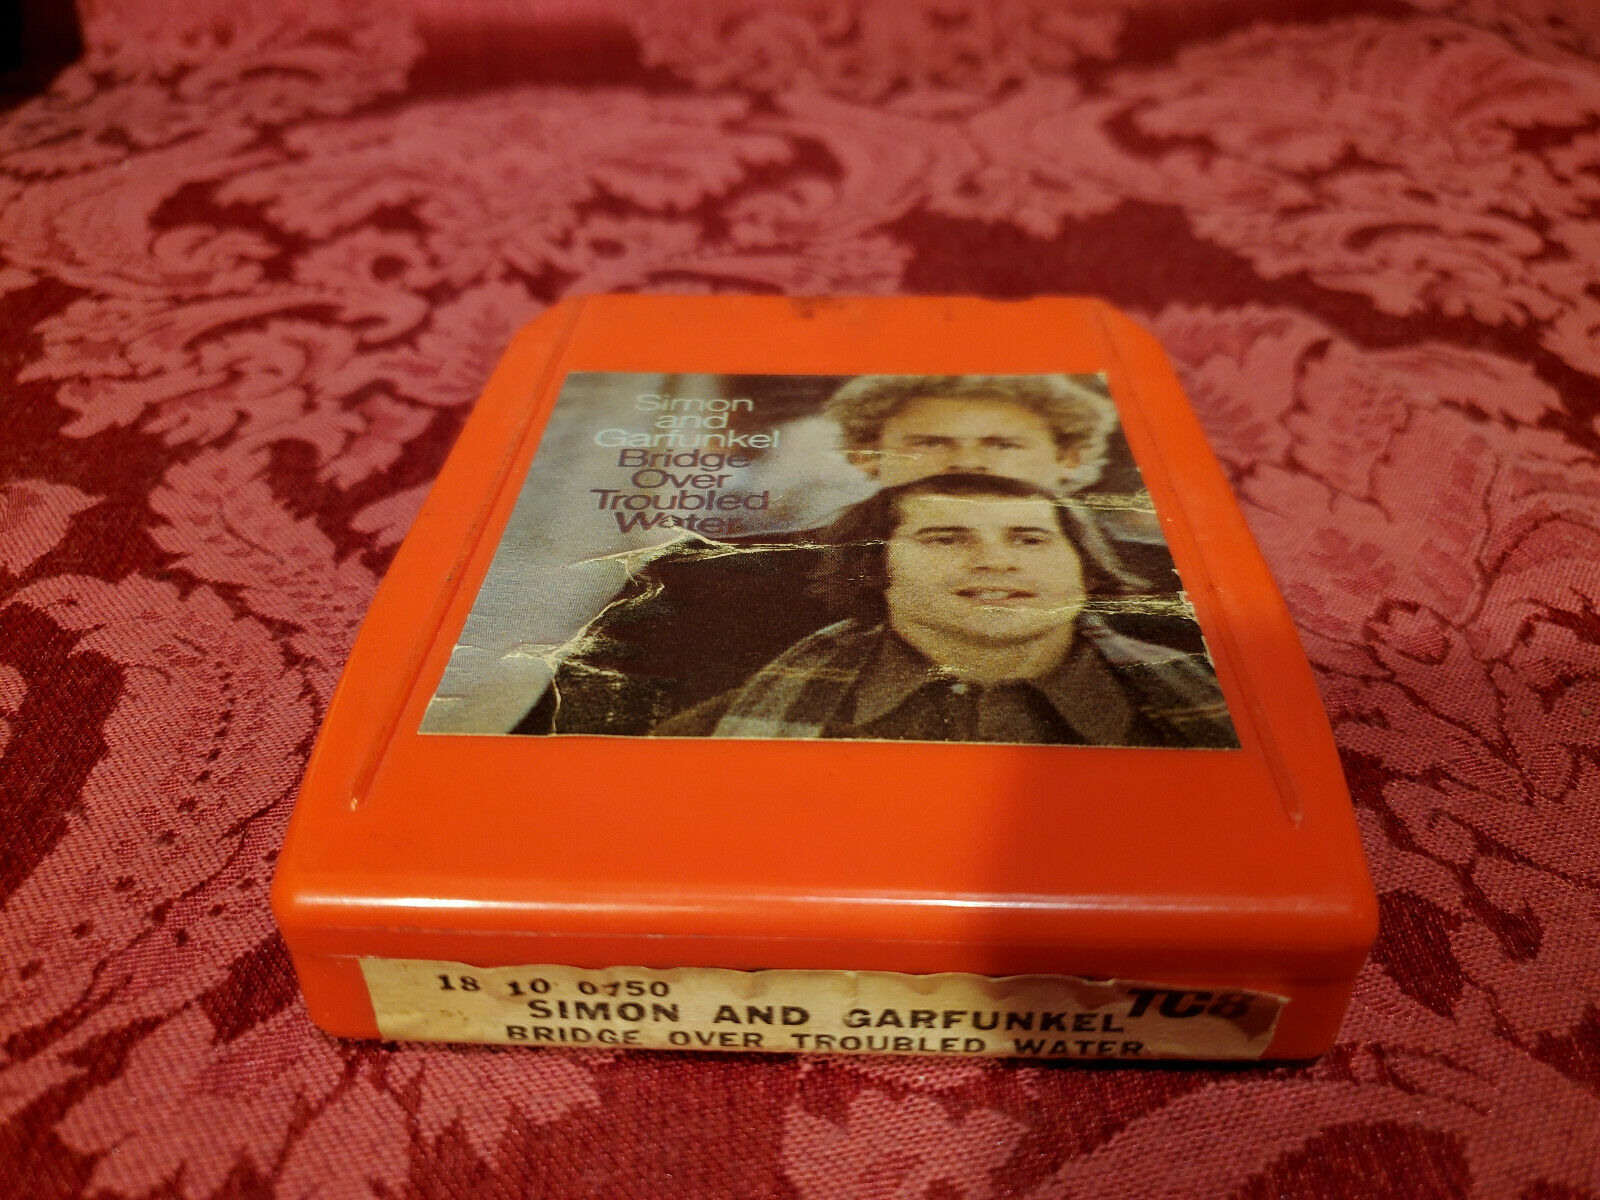 Simon
and
Garfunkel
Bridge
Over
Troubled
Water
18 10 0750 TC8
SIMON AND GARFUNKEL
BRIDGE OVER TROUBLED WATER